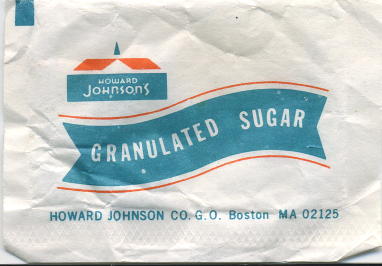 HOWARD
JOHNSONS
GRANULATED SUGAR
HOWARD JOHNSON CO. G.O. Boston MA 02125